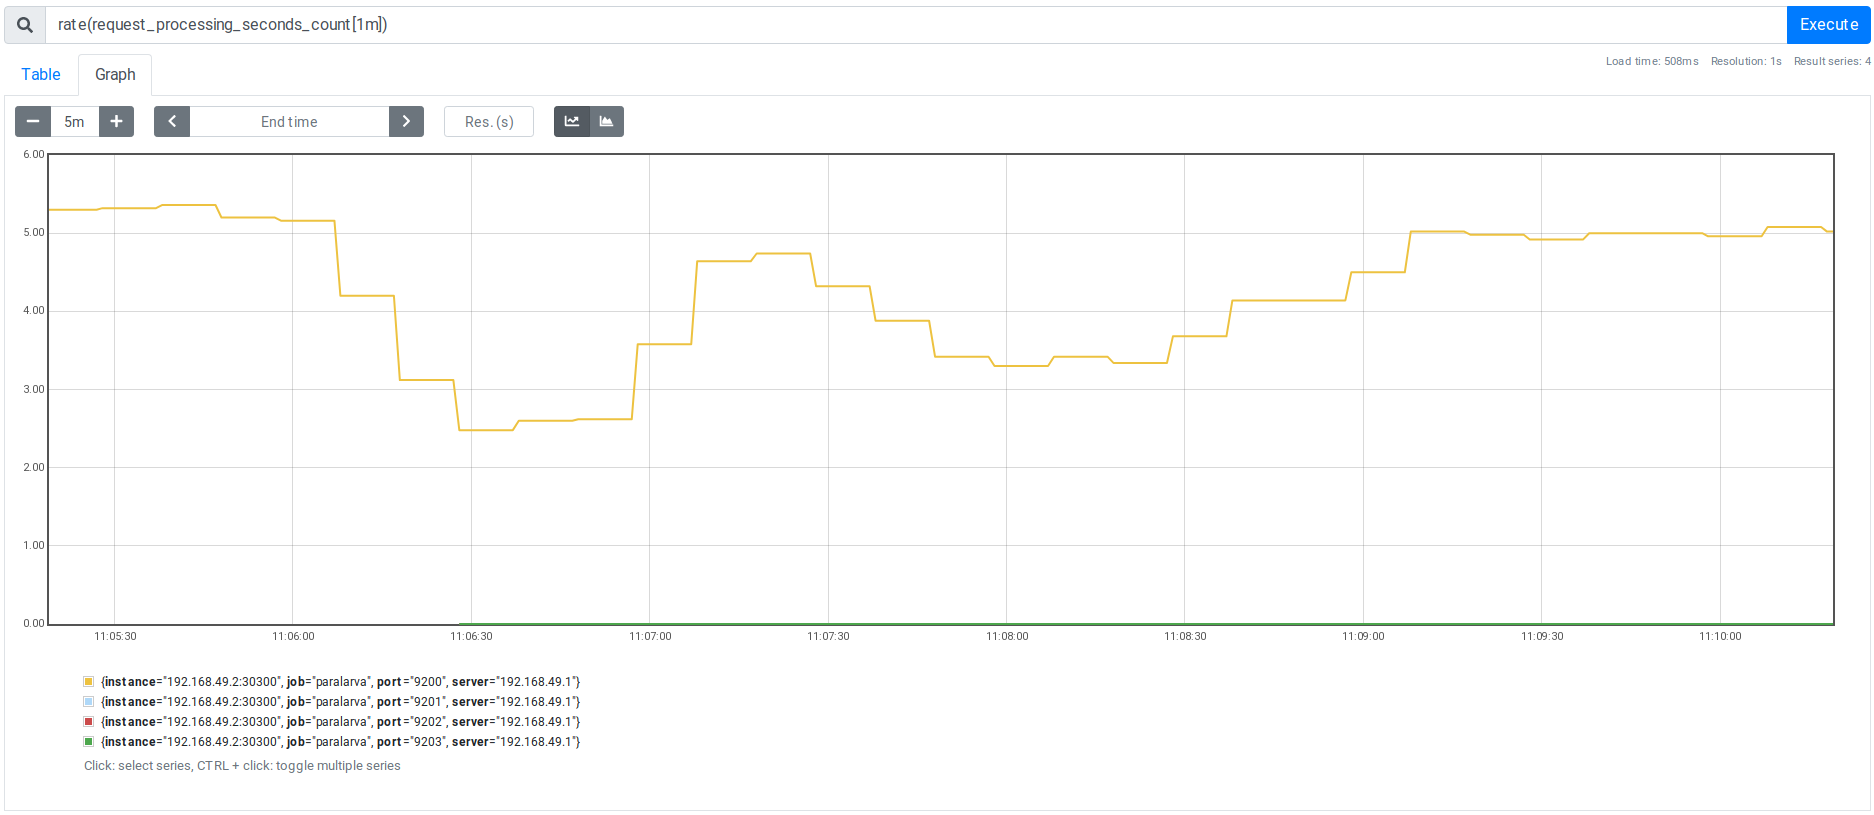 rate(request_processing_seconds_count[1m])
Execute
Load time: 508ms Resolution: 1s Result series: 4
Table Graph
5m End time Res. (s)
6.00
5.00
4.00
3.00
2.00
1.00
0.00
11:05:30 11:06:00 11:06:30 11:07:00 11:07:30 11:08:00 11:08:30 11:09:00 11:09:30 11:10:00
{instance="192.168.49.2:30300", job="paralarva", port="9200", server="192.168.49.1"}
{instance="192.168.49.2:30300", job="paralarva", port="9201", server="192.168.49.1"}
{instance="192.168.49.2:30300", job="paralarva", port="9202", server="192.168.49.1"}
{instance="192.168.49.2:30300", job="paralarva", port="9203", server="192.168.49.1"}
Click: select series, CTRL + click: toggle multiple series